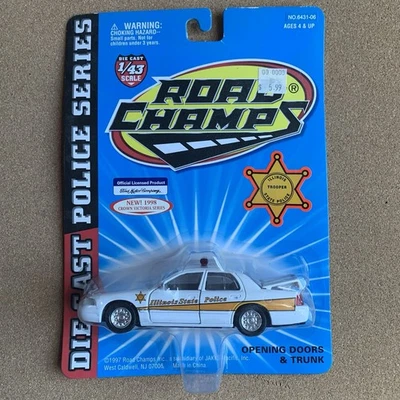 WARNING:
CHOKING HAZARD—
Small parts. Not for
children under 3 years.
NO.6431-06
AGES 4 & UP
DIE CAST
1/43
SCALE
5.99
ROAD
CHAMPS®
DIE CAST POLICE SERIES
Official Licensed Product
Ford Motor Company
NEW! 1998
CROWN VICTORIA SERIES
ILLINOIS
TROOPER
STATE POLICE
Illinois State Police
©1997 Road Champs Inc.
West Caldwell, NJ 07006. Made in China
OPENING DOORS
& TRUNK